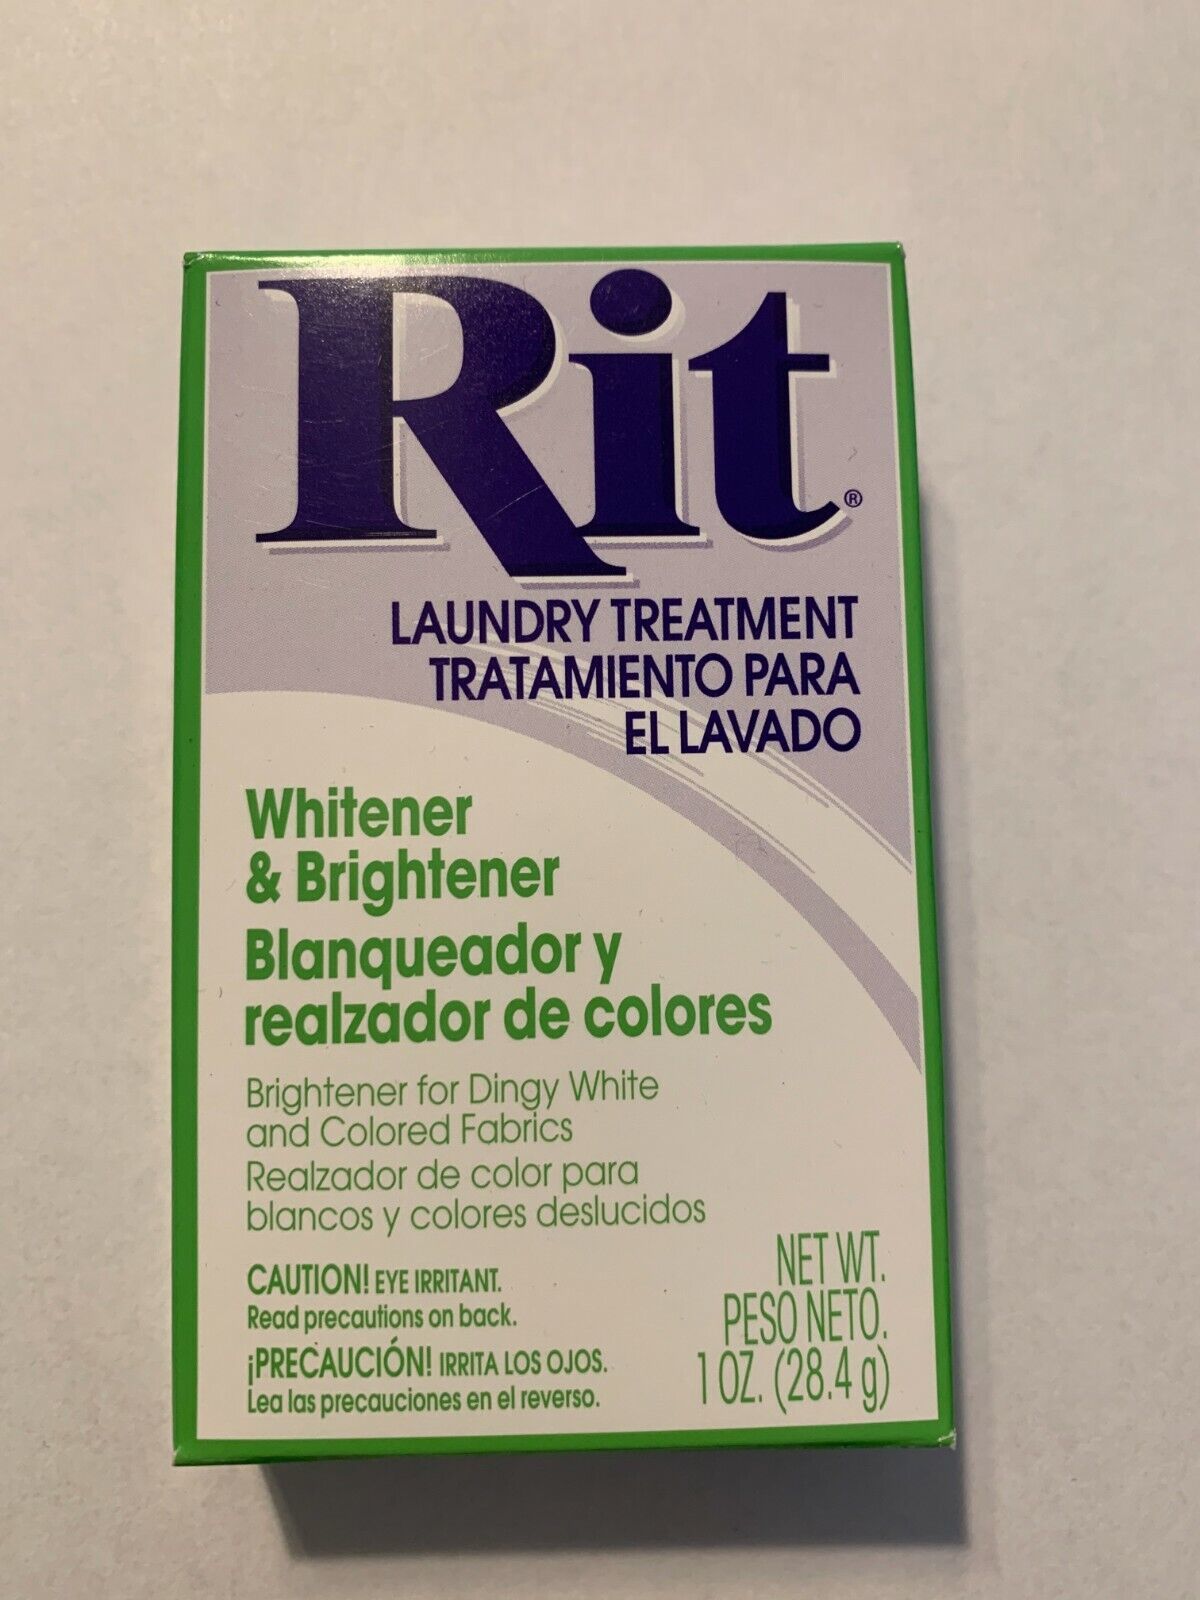 Rit®
LAUNDRY TREATMENT
TRATAMIENTO PARA
EL LAVADO
Whitener
& Brightener
Blanqueador y
realzador de colores
Brightener for Dingy White
and Colored Fabrics
Realzador de color para
blancos y colores deslucidos
CAUTION! EYE IRRITANT.
Read precautions on back.
¡PRECAUCIÓN! IRRITA LOS OJOS.
Lea las precauciones en el reverso.
NET WT.
PESO NETO.
1 OZ. (28.4 g)